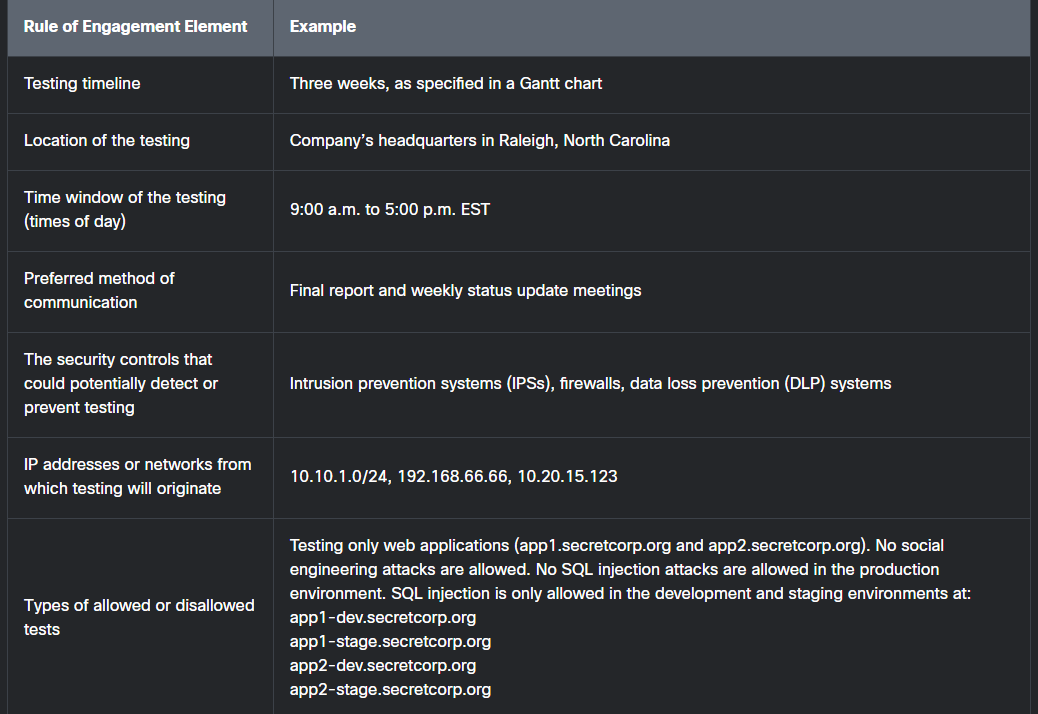 Rule of Engagement Element
Example
Testing timeline
Three weeks, as specified in a Gantt chart
Location of the testing
Company's headquarters in Raleigh, North Carolina
Time window of the testing
(times of day)
9:00 a.m. to 5:00 p.m. EST
Preferred method of
communication
Final report and weekly status update meetings
The security controls that
could potentially detect or
prevent testing
Intrusion prevention systems (IPSs), firewalls, data loss prevention (DLP) systems
IP addresses or networks from
which testing will originate
10.10.1.0/24, 192.168.66.66, 10.20.15.123
Types of allowed or disallowed
tests
Testing only web applications (app1.secretcorp.org and app2.secretcorp.org). No social
engineering attacks are allowed. No SQL injection attacks are allowed in the production
environment. SQL injection is only allowed in the development and staging environments at:
app1-dev.secretcorp.org
app1-stage.secretcorp.org
app2-dev.secretcorp.org
app2-stage.secretcorp.org